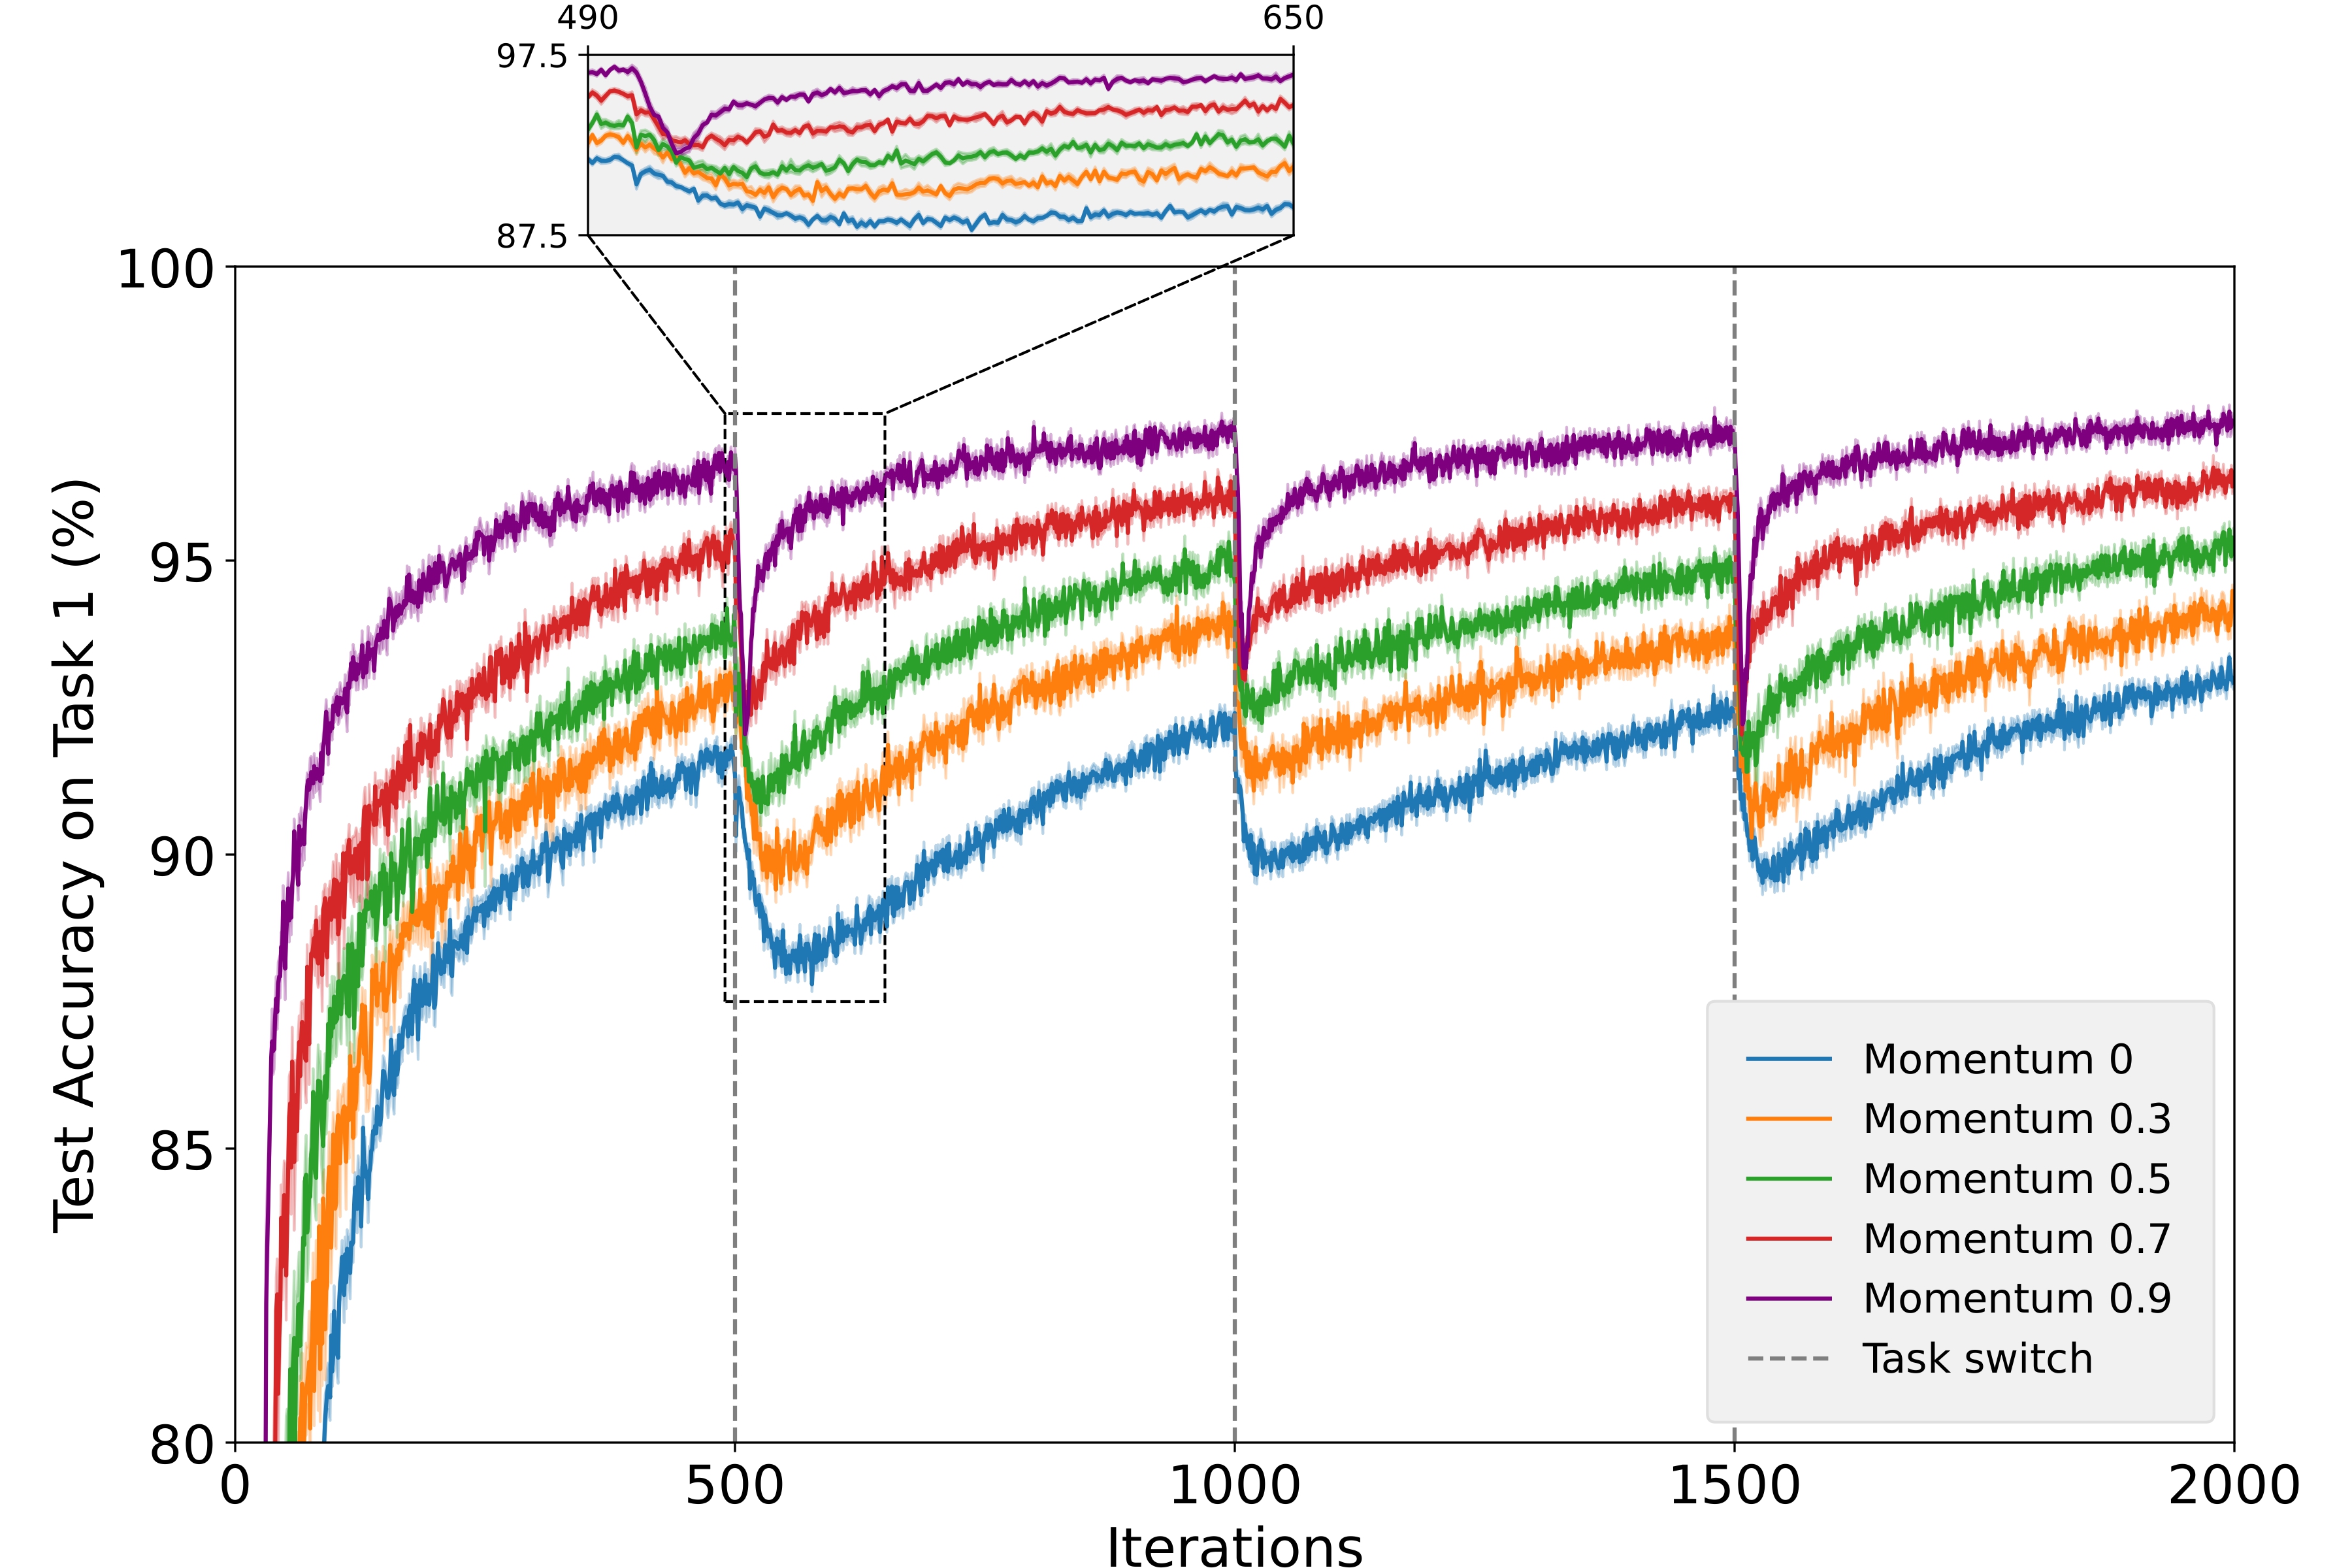 490
650
97.5
87.5
100
95
90
85
80
Test Accuracy on Task 1 (%)
Momentum 0
Momentum 0.3
Momentum 0.5
Momentum 0.7
Momentum 0.9
Task switch
0
500
1000
1500
2000
Iterations